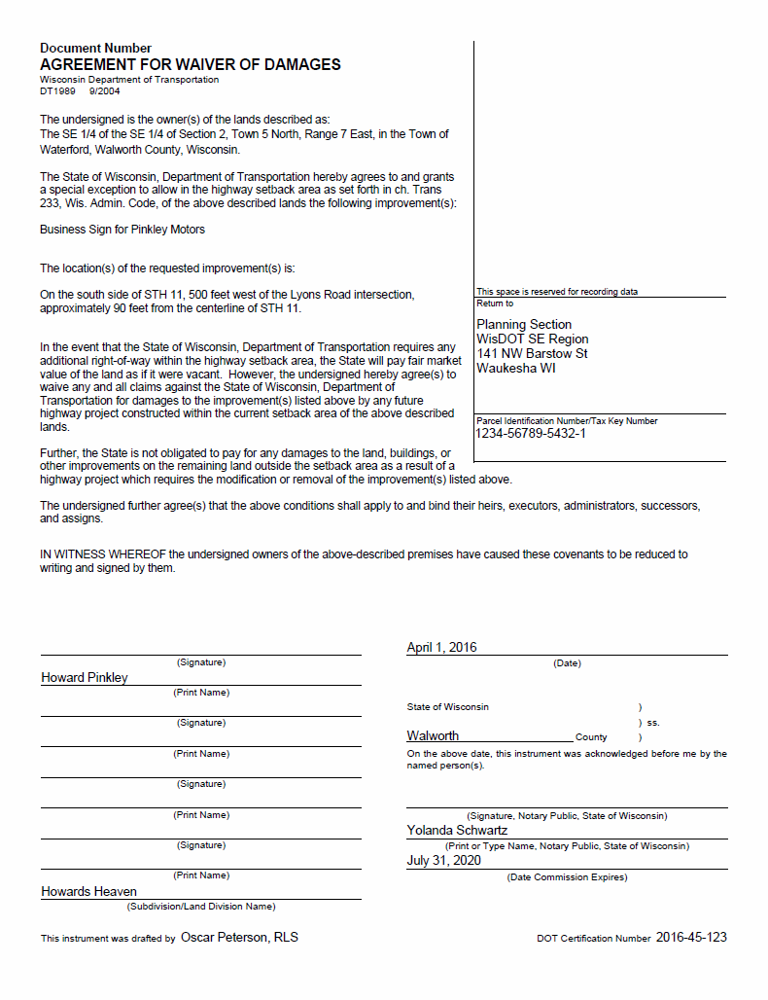 Document Number
AGREEMENT FOR WAIVER OF DAMAGES
Wisconsin Department of Transportation
DT1989 9/2004
The undersigned is the owner(s) of the lands described as:
The SE 1/4 of the SE 1/4 of Section 2, Town 5 North, Range 7 East, in the Town of
Waterford, Walworth County, Wisconsin.
The State of Wisconsin, Department of Transportation hereby agrees to and grants
a special exception to allow in the highway setback area as set forth in ch. Trans
233, Wis. Admin. Code, of the above described lands the following improvement(s):
Business Sign for Pinkley Motors
The location(s) of the requested improvement(s) is:
On the south side of STH 11, 500 feet west of the Lyons Road intersection,
approximately 90 feet from the centerline of STH 11.
In the event that the State of Wisconsin, Department of Transportation requires any
additional right-of-way within the highway setback area, the State will pay fair market
value of the land as if it were vacant. However, the undersigned hereby agree(s) to
waive any and all claims against the State of Wisconsin, Department of
Transportation for damages to the improvement(s) listed above by any future
highway project constructed within the current setback area of the above described
lands.
This space is reserved for recording data
Return to
Planning Section
WisDOT SE Region
141 NW Barstow St
Waukesha WI
Parcel Identification Number/Tax Key Number
1234-56789-5432-1
Further, the State is not obligated to pay for any damages to the land, buildings, or
other improvements on the remaining land outside the setback area as a result of a
highway project which requires the modification or removal of the improvement(s) listed above.
The undersigned further agree(s) that the above conditions shall apply to and bind their heirs, executors, administrators, successors,
and assigns.
IN WITNESS WHEREOF the undersigned owners of the above-described premises have caused these covenants to be reduced to
writing and signed by them.
(Signature)
Howard Pinkley
(Print Name)
(Signature)
(Print Name)
(Signature)
(Print Name)
(Signature)
(Print Name)
Howards Heaven
(Subdivision/Land Division Name)
April 1, 2016
(Date)
State of Wisconsin )
) ss.
Walworth County )
On the above date, this instrument was acknowledged before me by the
named person(s).
(Signature, Notary Public, State of Wisconsin)
Yolanda Schwartz
(Print or Type Name, Notary Public, State of Wisconsin)
July 31, 2020
(Date Commission Expires)
This instrument was drafted by Oscar Peterson, RLS
DOT Certification Number 2016-45-123